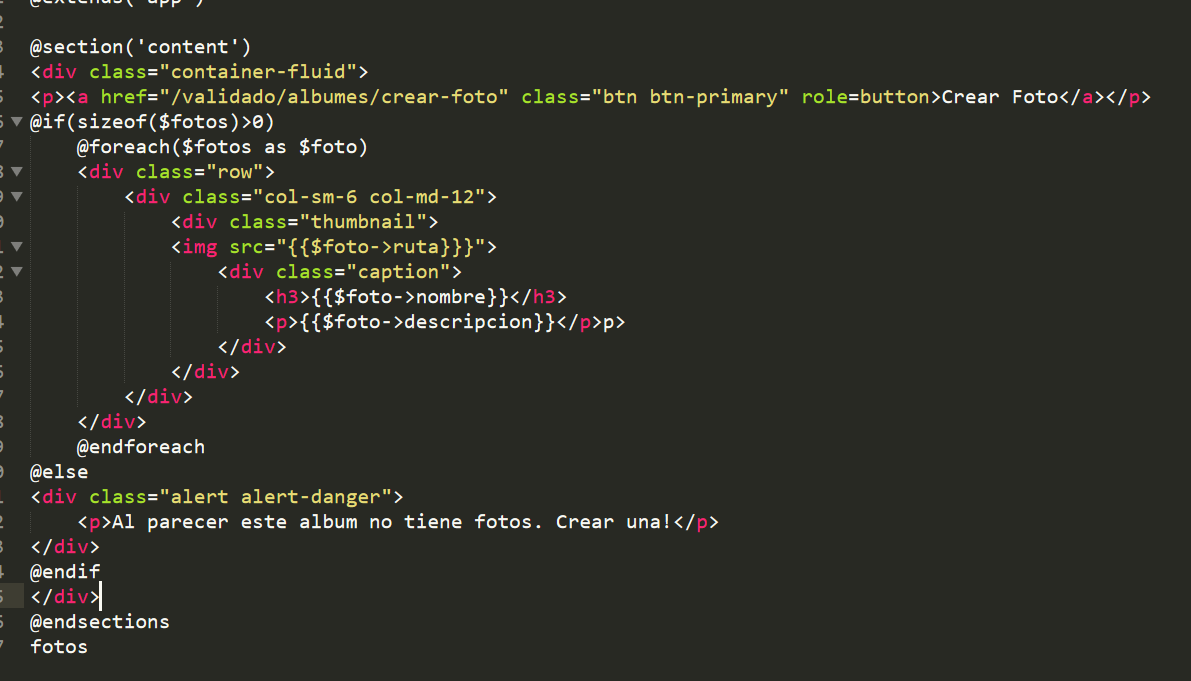 @extends('app')
@section('content')
<div class="container-fluid">
<p><a href="/validado/albumes/crear-foto" class="btn btn-primary" role=button>Crear Foto</a></p>
@if(sizeof($fotos)>0)
@foreach($fotos as $foto)
<div class="row">
<div class="col-sm-6 col-md-12">
<div class="thumbnail">
<img src="{{$foto->ruta}}}">
<div class="caption">
<h3>{{$foto->nombre}}</h3>
<p>{{$foto->descripcion}}</p>p>
</div>
</div>
</div>
</div>
@endforeach
@else
<div class="alert alert-danger">
<p>Al parecer este album no tiene fotos. Crear una!</p>
</div>
@endif
</div>
@endsections
fotos